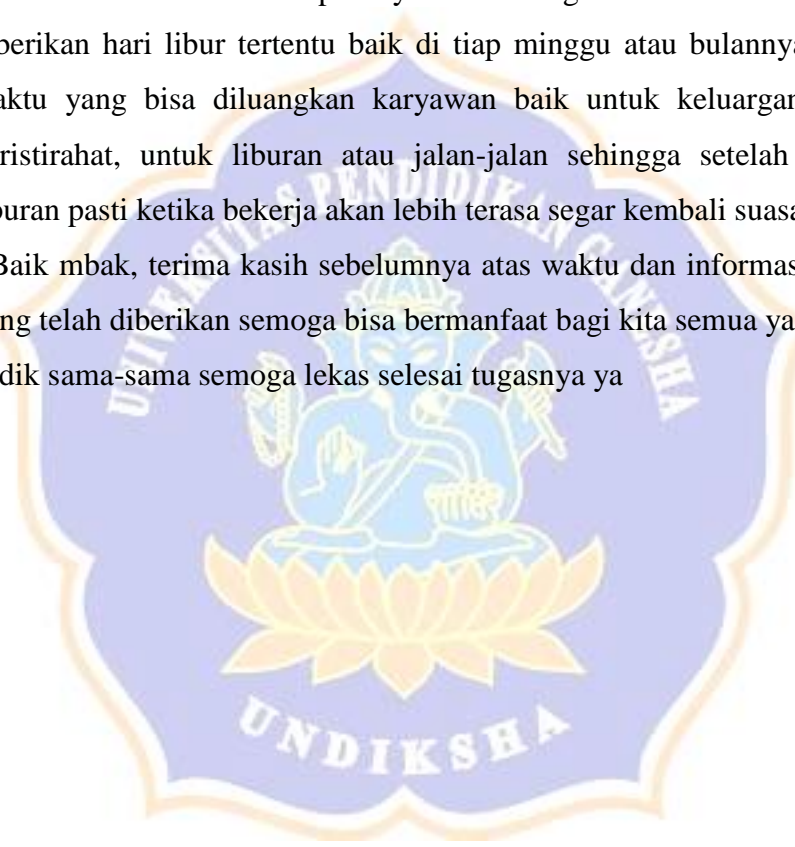 berikan hari libur tertentu baik di tiap minggu atau bulannya
aktu yang bisa diluangkan karyawan baik untuk keluargan
ristirahat, untuk liburan atau jalan-jalan sehingga setelah
buran pasti ketika bekerja akan lebih terasa segar kembali suasa
Baik mbak, terima kasih sebelumnya atas waktu dan informas
ng telah diberikan semoga bisa bermanfaat bagi kita semua ya
dik sama-sama semoga lekas selesai tugasnya ya
UNIVERSITAS PENDIDIKAN GANESHA
UNDIKSHA